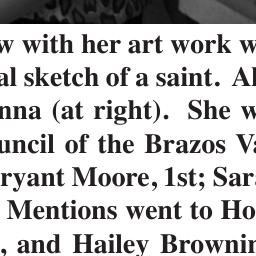 w with her art work w
al sketch of a saint. Al
nna (at right). She w
uncil of the Brazos Va
ryant Moore, 1st; Sar
Mentions went to Ho
, and Hailey Brownin